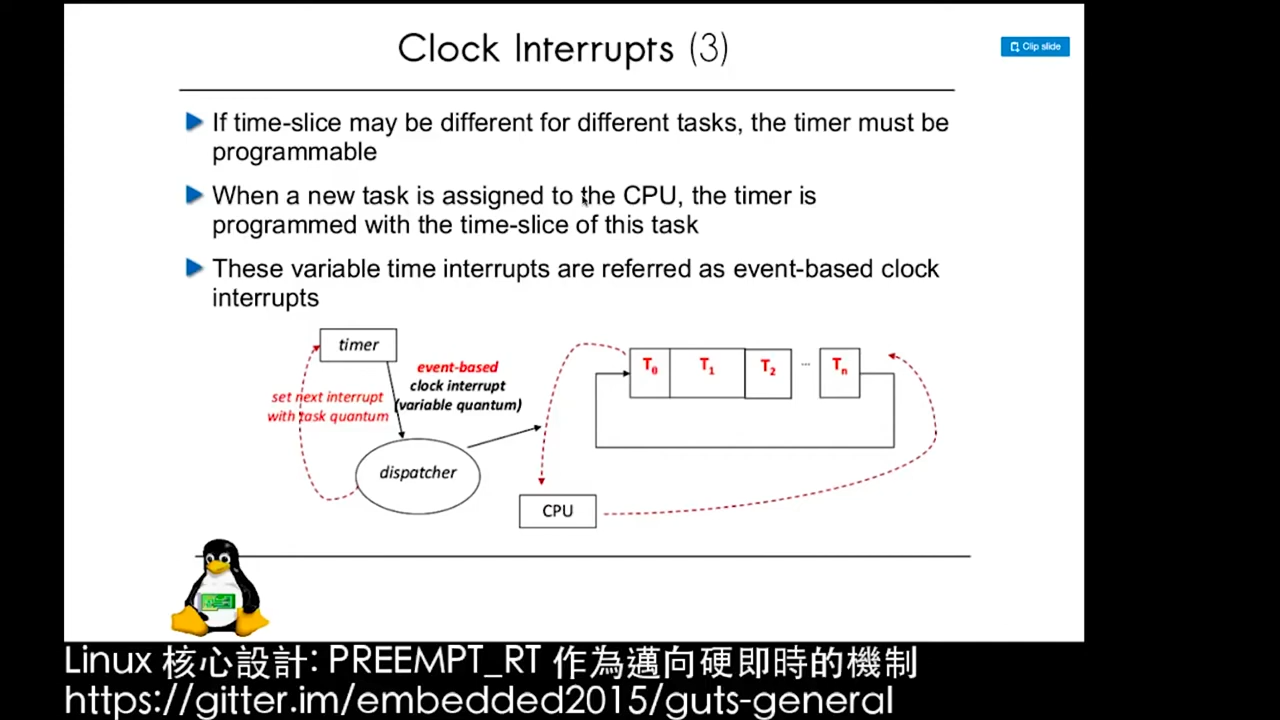 Clock Interrupts (3)
Clip slide
If time-slice may be different for different tasks, the timer must be
programmable
When a new task is assigned to the CPU, the timer is
programmed with the time-slice of this task
These variable time interrupts are referred as event-based clock
interrupts
timer
event-based
clock interrupt
(variable quantum)
set next interrupt
with task quantum
dispatcher
T0 T1 T2 ... Tn
CPU
Linux 核心設計: PREEMPT_RT 作為邁向硬即時的機制
https://gitter.im/embedded2015/guts-general